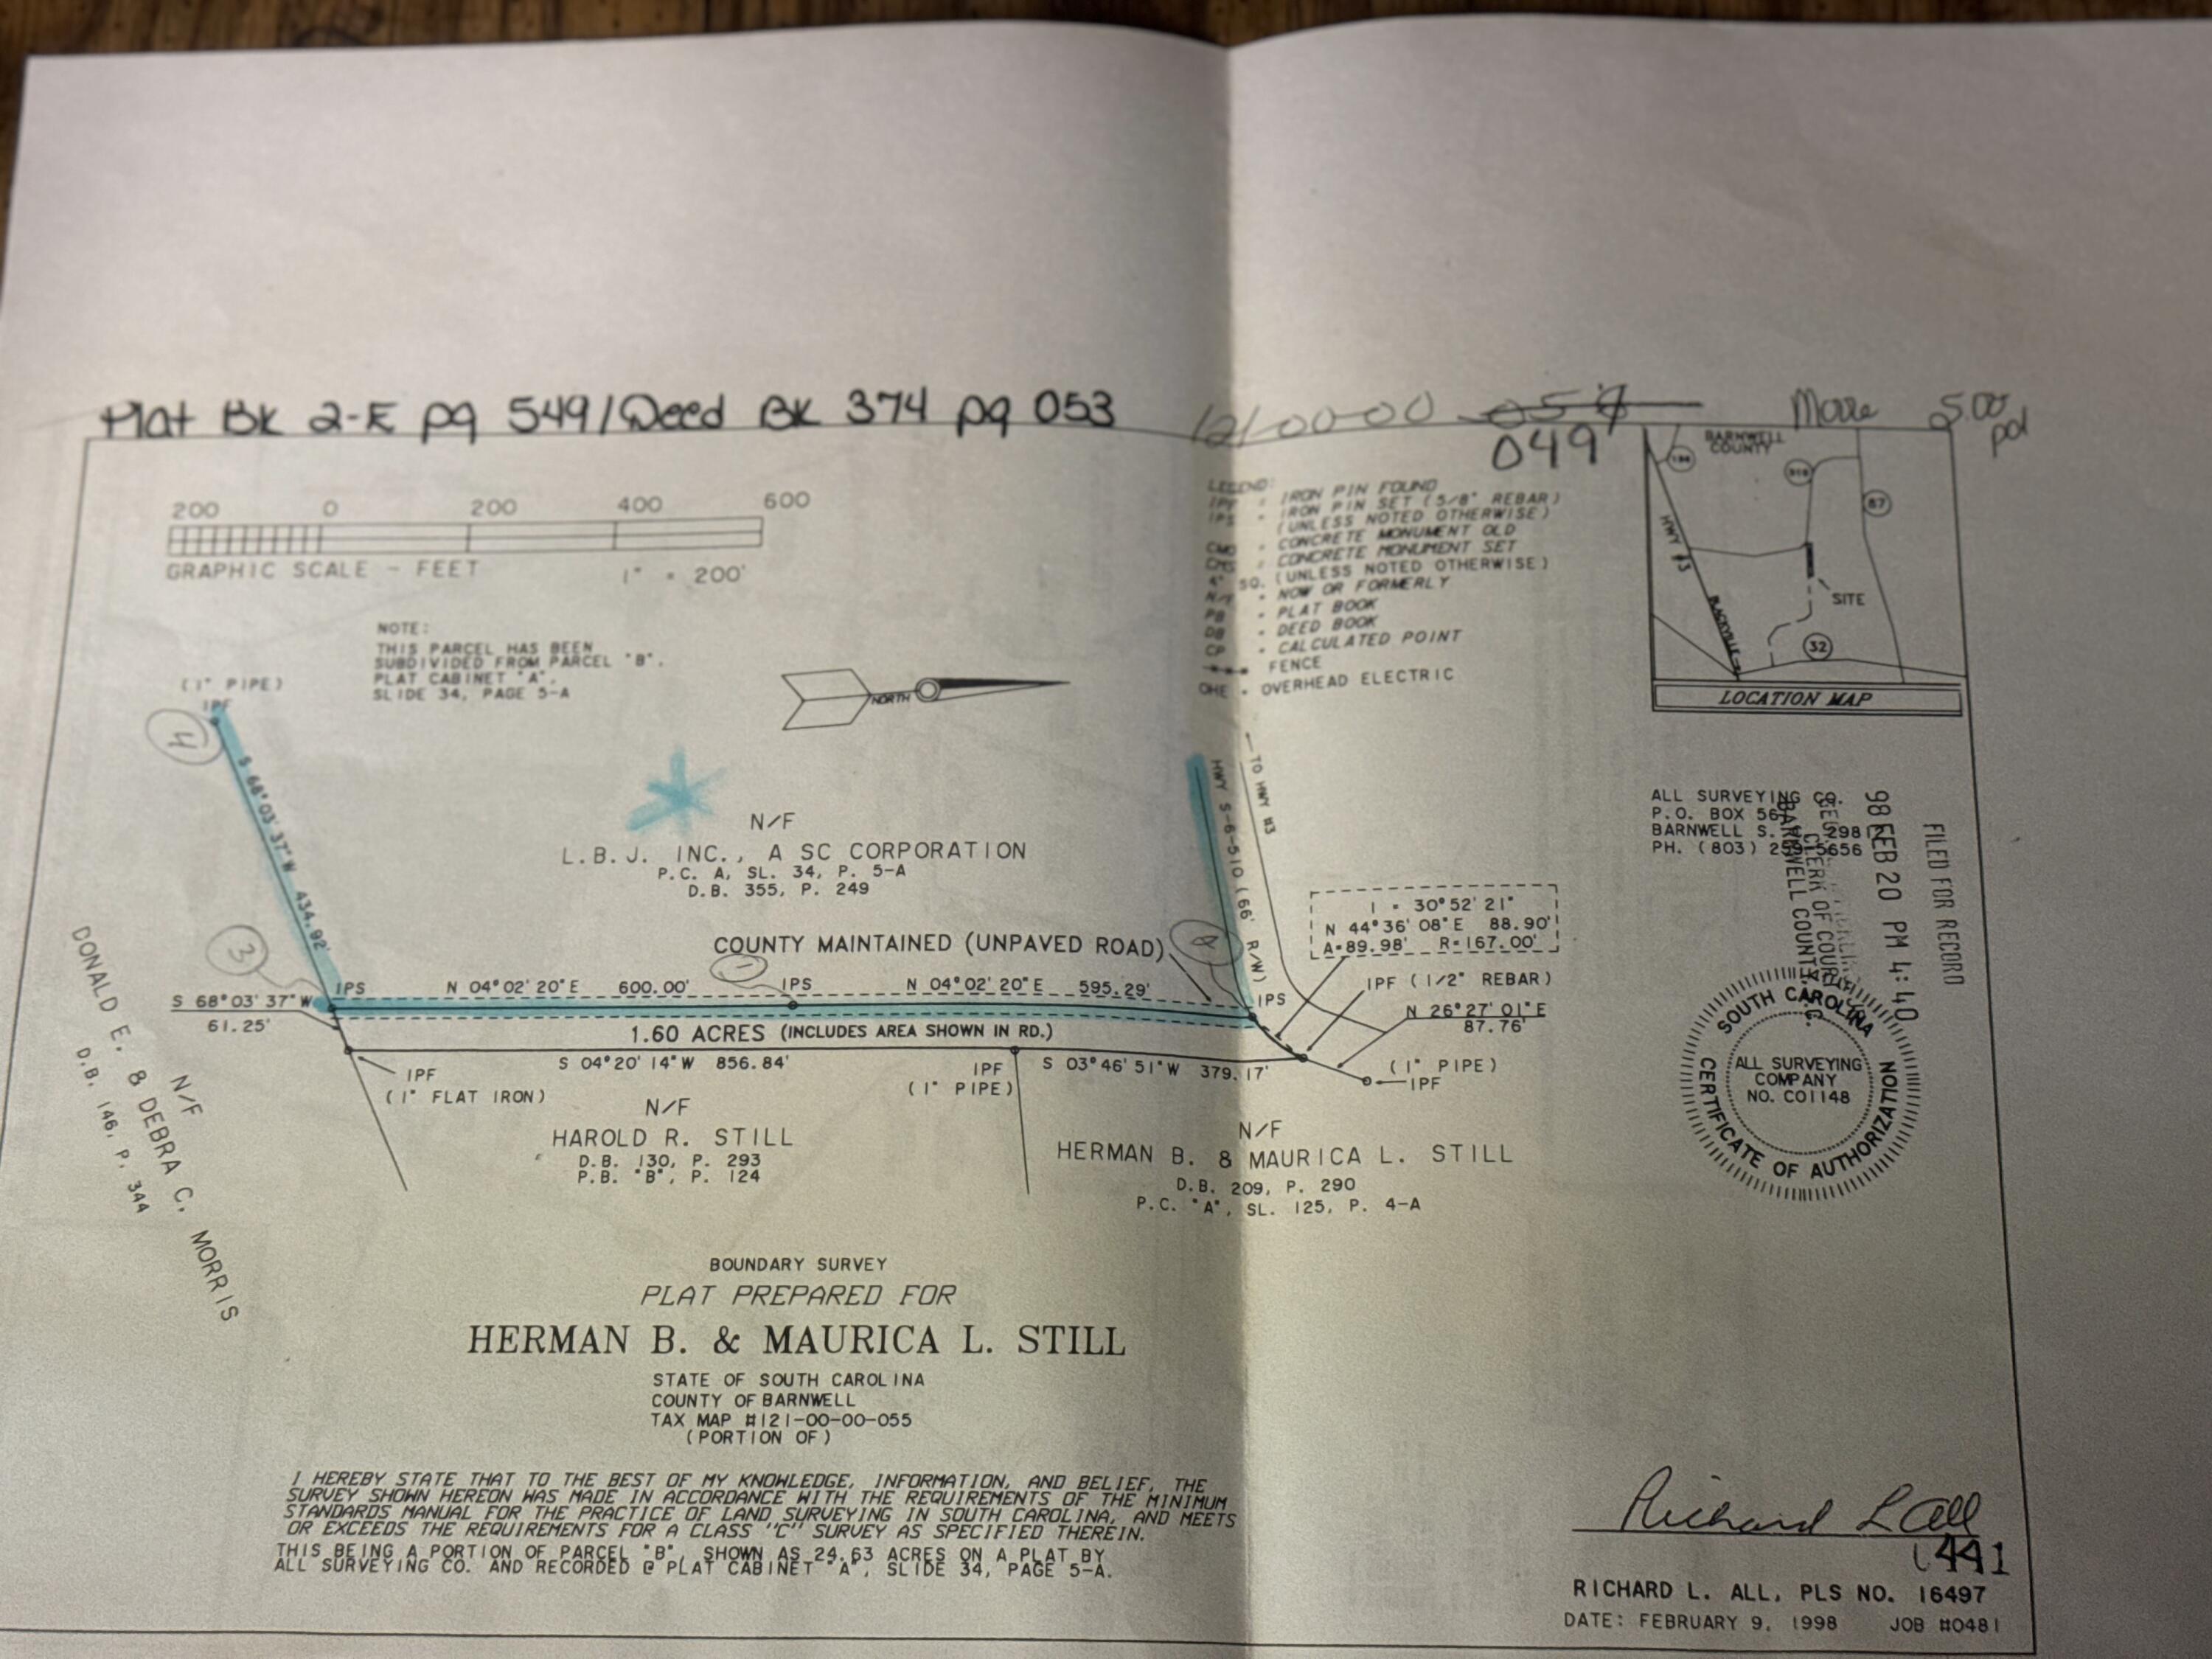 Plat Bk 2-E pg 549/Deed Bk 374 pg 053
121-00-00
049
5.00
pd
200 0 200 400 600
GRAPHIC SCALE - FEET 1" = 200'
NOTE:
THIS PARCEL HAS BEEN
SUBDIVIDED FROM PARCEL "B".
PLAT CABINET "A".
SLIDE 34, PAGE 5-A
NORTH
LEGEND:
IPF = IRON PIN FOUND
IPS = IRON PIN SET (5/8" REBAR)
(UNLESS NOTED OTHERWISE)
CMO = CONCRETE MONUMENT OLD
CMS = CONCRETE MONUMENT SET
4" SQ. (UNLESS NOTED OTHERWISE)
N/F = NOW OR FORMERLY
PB = PLAT BOOK
DB = DEED BOOK
CP = CALCULATED POINT
FENCE
OHE = OVERHEAD ELECTRIC
BARNWELL
COUNTY
510
87
HWY #3
BLACKVILLE
SITE
32
LOCATION MAP
(1" PIPE)
IPF
4
S 68°03'37"W 434.92'
N/F
L.B.J. INC., A SC CORPORATION
P.C. A, SL. 34, P. 5-A
D.B. 355, P. 249
HWY S-6-510 (66' R/W)
TO HWY #3
ALL SURVEYING CO.
P.O. BOX 56
BARNWELL S.
PH. (803) 259-5656
FILED FOR RECORD
98 FEB 20 PM 4:40
CLERK OF COURT
BARNWELL COUNTY, S.C.
I = 30°52'21"
N 44°36'08"E 88.90'
A=89.98' R=167.00'
COUNTY MAINTAINED (UNPAVED ROAD)
3
1
2
IPS
N 04°02'20"E 600.00'
IPS
N 04°02'20"E 595.29'
IPS
IPF (1/2" REBAR)
N 26°27'01"E
87.76'
S 68°03'37"W
61.25'
1.60 ACRES (INCLUDES AREA SHOWN IN RD.)
S 04°20'14"W 856.84'
S 03°46'51"W 379.17'
IPF
(1" FLAT IRON)
IPF
(1" PIPE)
(1" PIPE)
IPF
N/F
DONALD E. & DEBRA C. MORRIS
D.B. 146, P. 344
N/F
HAROLD R. STILL
D.B. 130, P. 293
P.B. "B", P. 124
N/F
HERMAN B. & MAURICA L. STILL
D.B. 209, P. 290
P.C. "A", SL. 125, P. 4-A
SOUTH CAROLINA
ALL SURVEYING
COMPANY
NO. C01148
CERTIFICATE OF AUTHORIZATION
BOUNDARY SURVEY
PLAT PREPARED FOR
HERMAN B. & MAURICA L. STILL
STATE OF SOUTH CAROLINA
COUNTY OF BARNWELL
TAX MAP #121-00-00-055
(PORTION OF)
I HEREBY STATE THAT TO THE BEST OF MY KNOWLEDGE, INFORMATION, AND BELIEF, THE
SURVEY SHOWN HEREON WAS MADE IN ACCORDANCE WITH THE REQUIREMENTS OF THE MINIMUM
STANDARDS MANUAL FOR THE PRACTICE OF LAND SURVEYING IN SOUTH CAROLINA, AND MEETS
OR EXCEEDS THE REQUIREMENTS FOR A CLASS "C" SURVEY AS SPECIFIED THEREIN.
THIS BEING A PORTION OF PARCEL "B", SHOWN AS 24.63 ACRES ON A PLAT BY
ALL SURVEYING CO. AND RECORDED @ PLAT CABINET "A", SLIDE 34, PAGE 5-A.
Richard L All
441
RICHARD L. ALL, PLS NO. 16497
DATE: FEBRUARY 9, 1998 JOB #0481